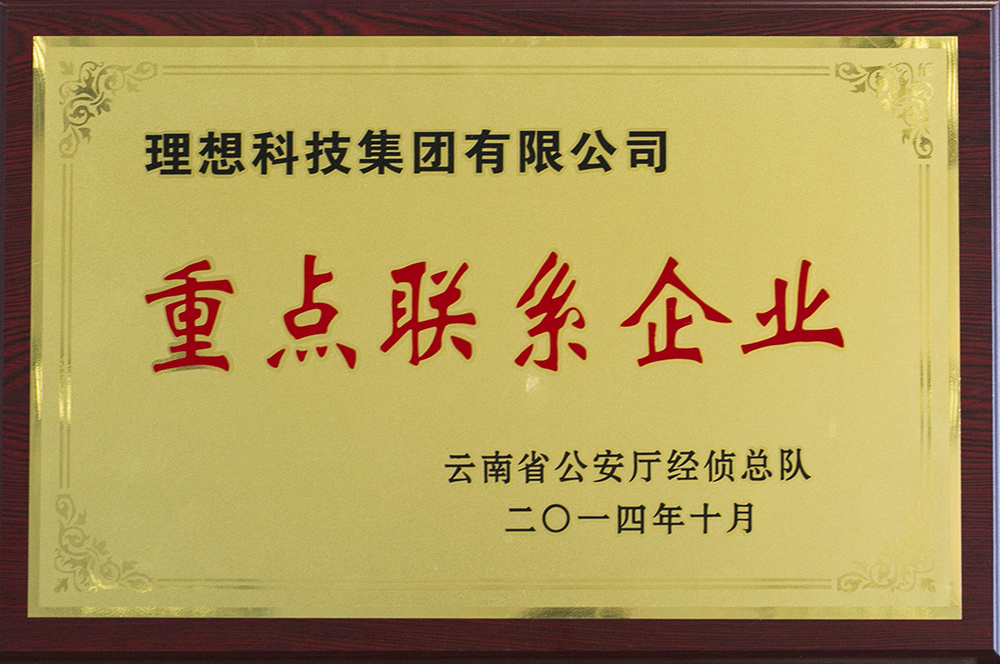 理想科技集团有限公司
重点联系企业
云南省公安厅经侦总队
二〇一四年十月